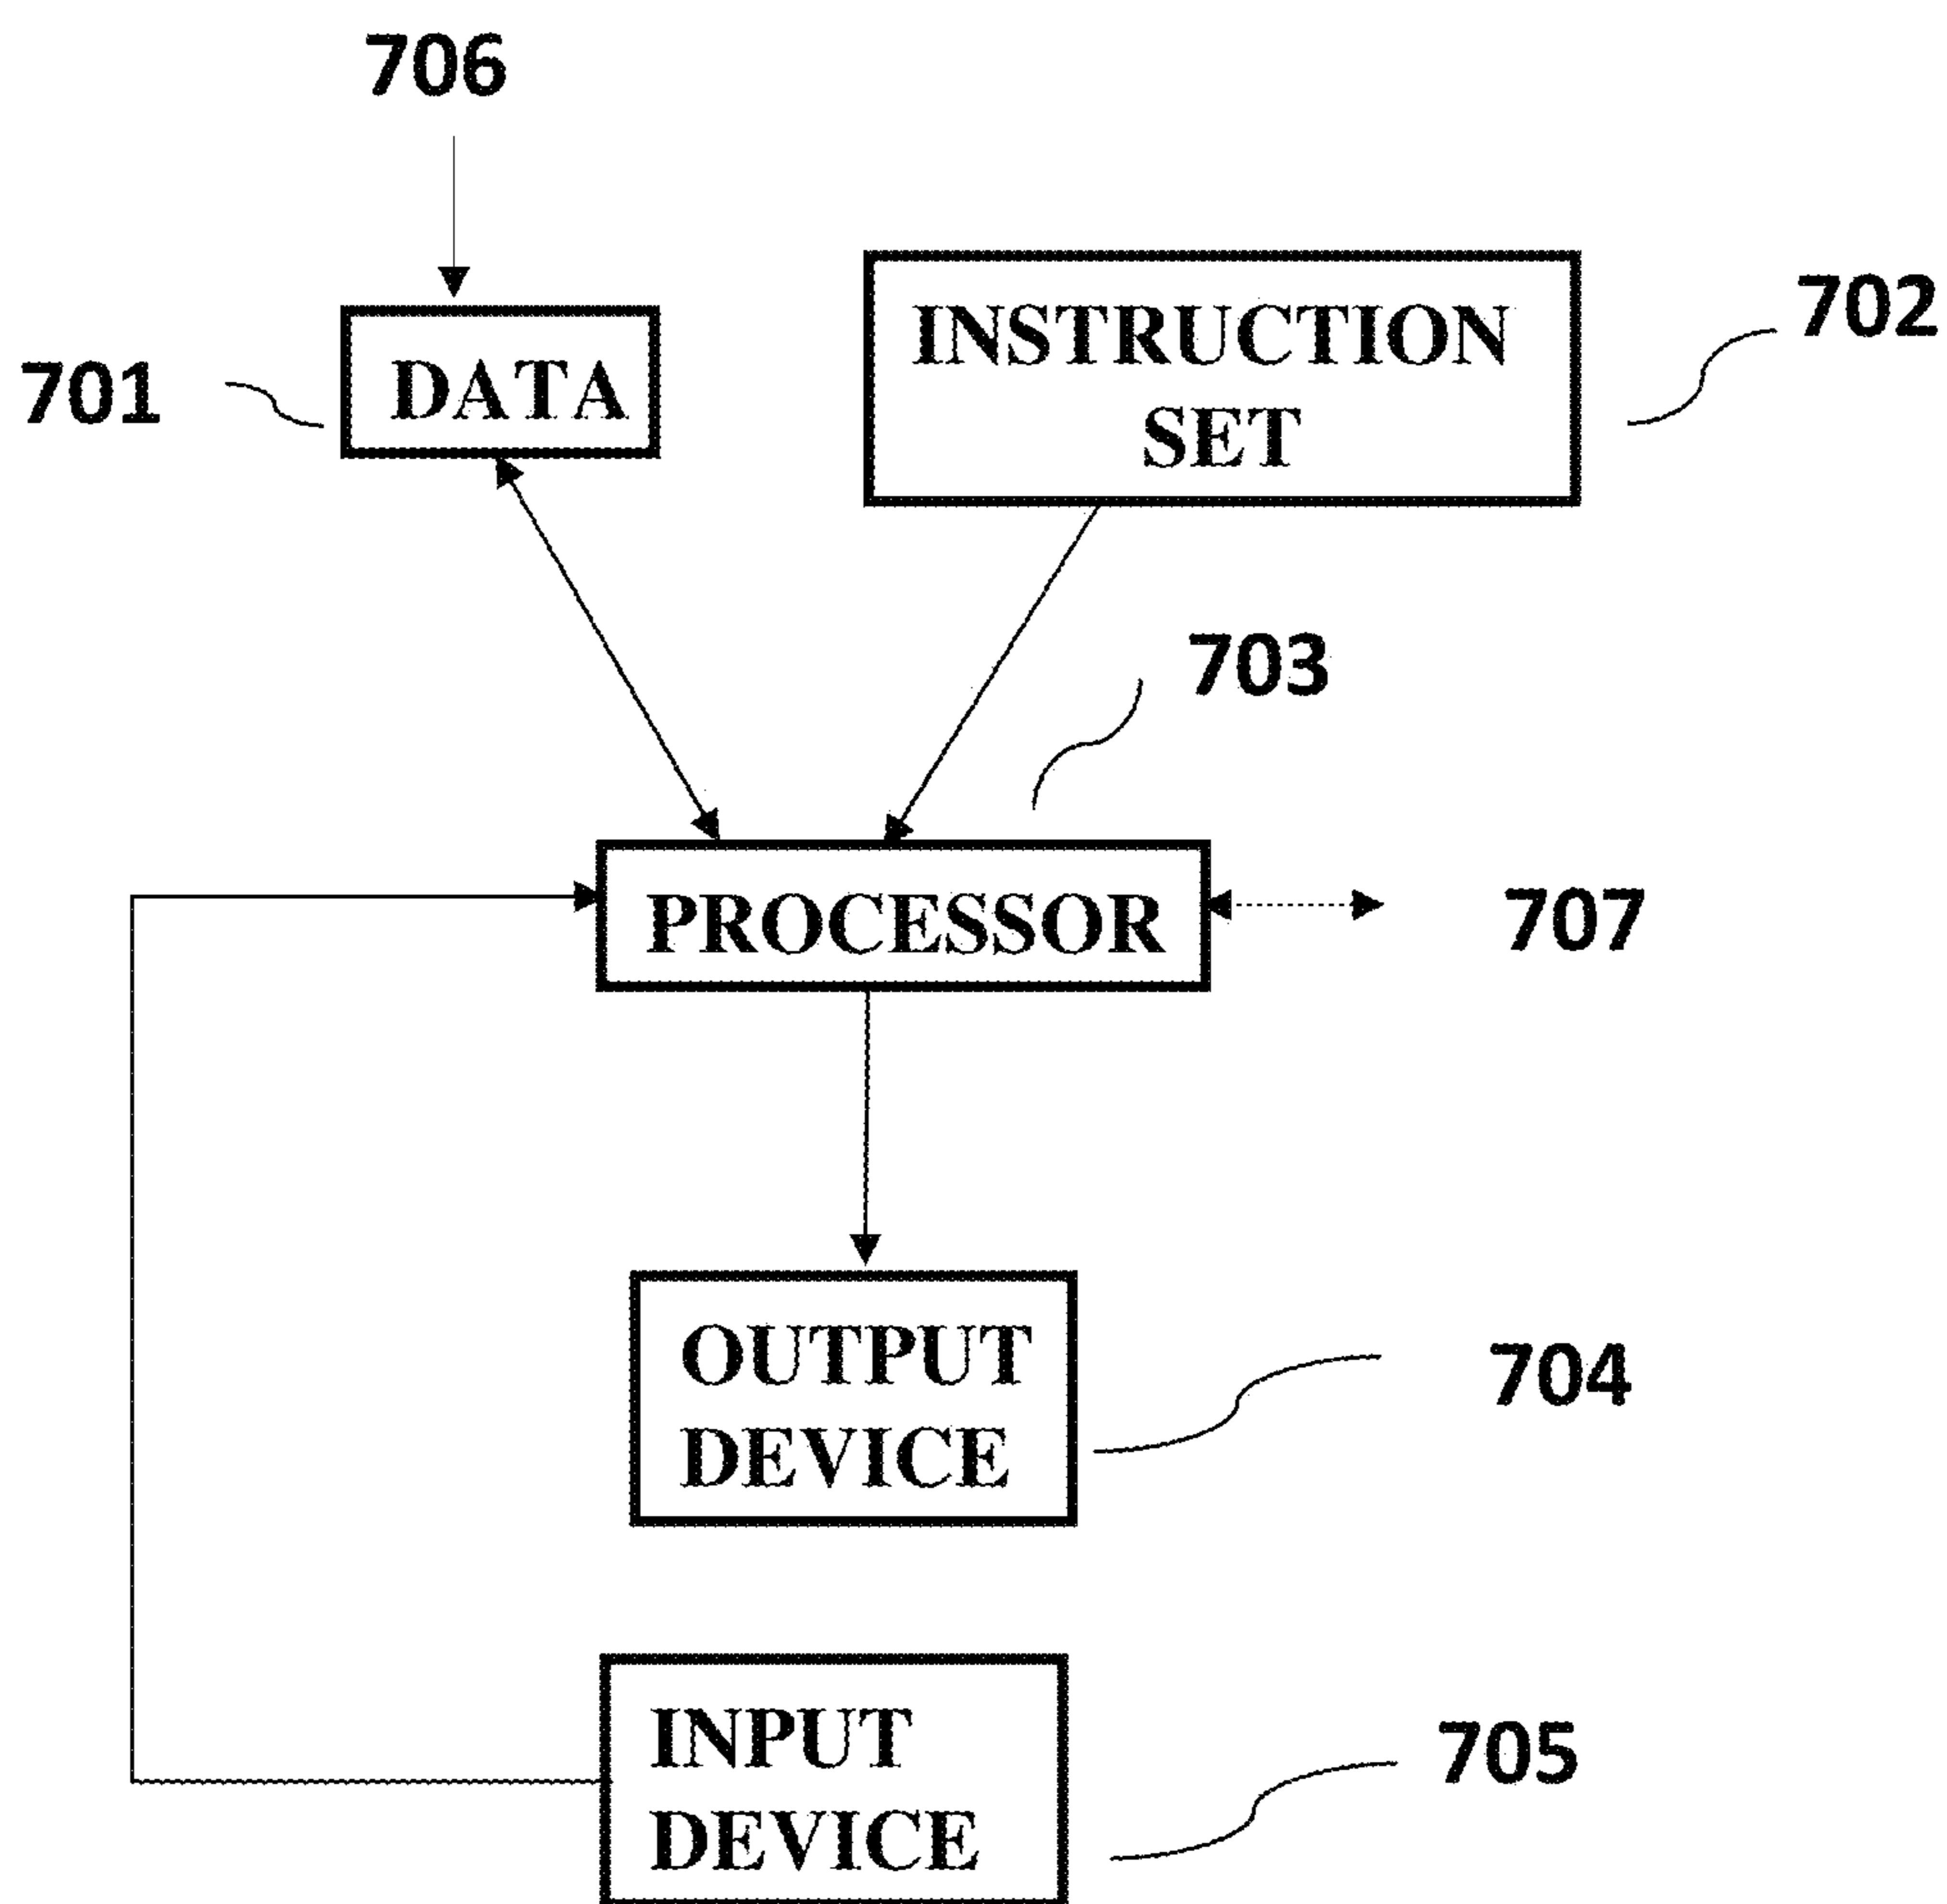 706
701
DATA
INSTRUCTION
SET
702
703
PROCESSOR
707
OUTPUT
DEVICE
704
INPUT
DEVICE
705